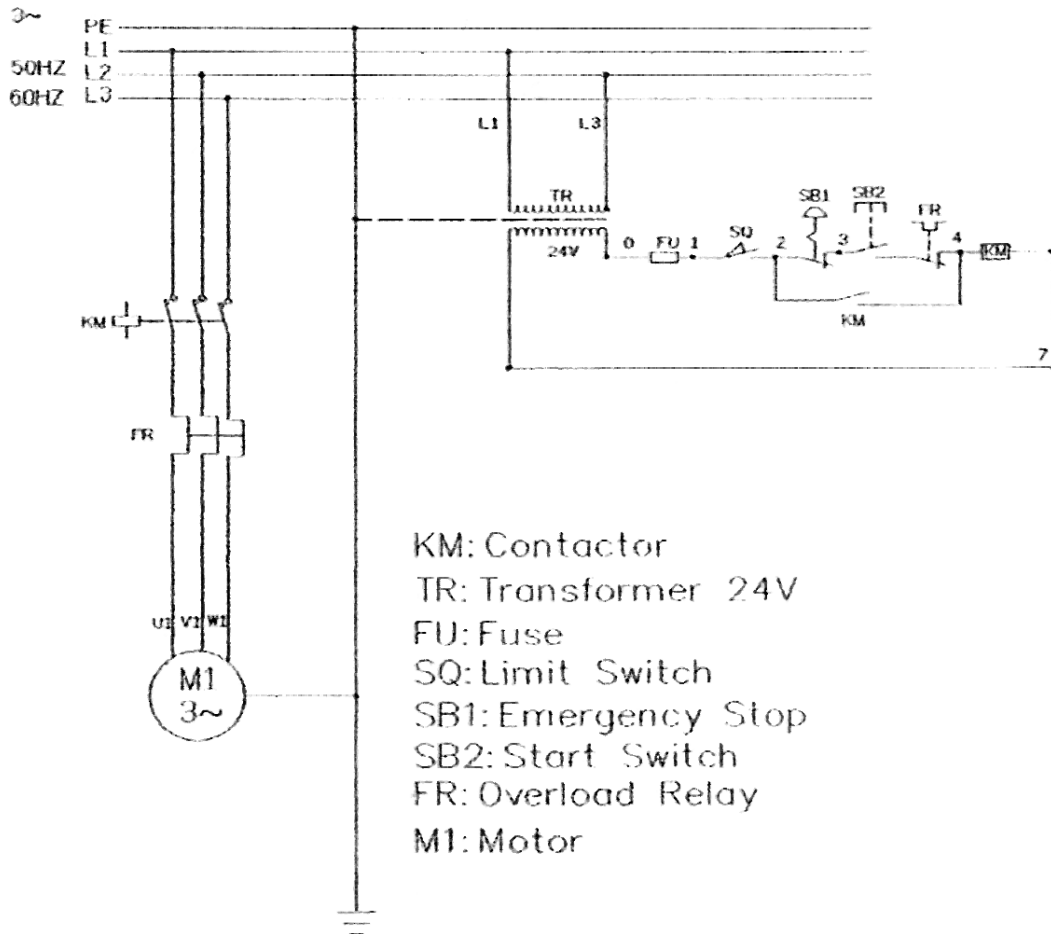 3~
PE
L1
50HZ L2
60HZ L3
L1 L3
TR
24V
0 FU 1 SQ 2 SB1 3 SB2 FR 4 KM
KM
7
KM
FR
U1 V1 W1
M1
3~
KM: Contactor
TR: Transformer 24V
FU: Fuse
SQ: Limit Switch
SB1: Emergency Stop
SB2: Start Switch
FR: Overload Relay
M1: Motor